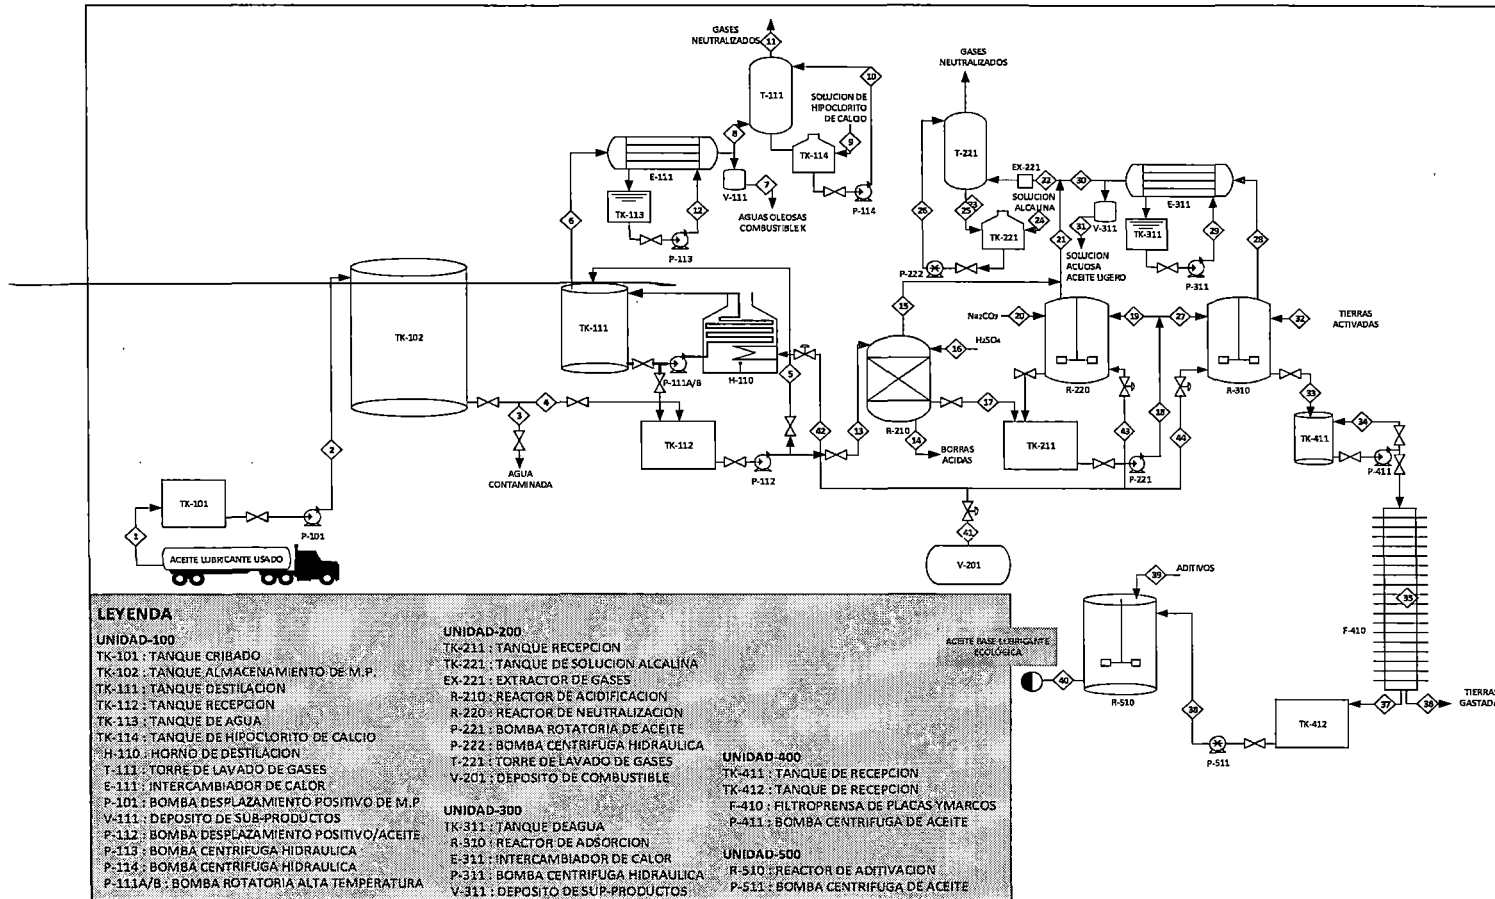 GASES
NEUTRALIZADOS
11
T-111
10
SOLUCION DE
HIPOCLORITO
DE CALCIO
8
9
TK-114
P-114
E-111
V-111
7
AGUAS OLEOSAS
COMBUSTIBLE K
TK-113
12
P-113
6
GASES
NEUTRALIZADOS
T-221
EX-221
22
30
SOLUCION
ALCALINA
26
25
23
24
TK-221
P-222
21
E-311
V-311
31
SOLUCION
ACUOSA
ACEITE LIGERO
TK-311
29
P-311
28
TK-102
TK-111
H-110
P-111A/B
5
2
3
4
AGUA
CONTAMINADA
TK-112
P-112
42
13
15
16
H₂SO₄
R-210
14
BORRAS
ACIDAS
17
Na₂CO₃
20
R-220
19
27
18
43
44
TK-211
P-221
R-310
32
TIERRAS
ACTIVADAS
33
34
TK-411
P-411
TK-101
P-101
1
ACEITE LUBRICANTE USADO
41
V-201
35
F-410
37
36
TIERRAS
GASTADA
TK-412
P-511
38
39
ADITIVOS
R-510
40
ACEITE BASE LUBRICANTE
ECOLÓGICA
LEYENDA
UNIDAD-100
TK-101 : TANQUE CRIBADO
TK-102 : TANQUE ALMACENAMIENTO DE M.P.
TK-111 : TANQUE DESTILACION
TK-112 : TANQUE RECEPCION
TK-113 : TANQUE DE AGUA
TK-114 : TANQUE DE HIPOCLORITO DE CALCIO
H-110 : HORNO DE DESTILACION
T-111 : TORRE DE LAVADO DE GASES
E-111 : INTERCAMBIADOR DE CALOR
P-101 : BOMBA DESPLAZAMIENTO POSITIVO DE M.P
V-111 : DEPOSITO DE SUB-PRODUCTOS
P-112 : BOMBA DESPLAZAMIENTO POSITIVO/ACEITE
P-113 : BOMBA CENTRIFUGA HIDRAULICA
P-114 : BOMBA CENTRIFUGA HIDRAULICA
P-111A/B : BOMBA ROTATORIA ALTA TEMPERATURA
UNIDAD-200
TK-211 : TANQUE RECEPCION
TK-221 : TANQUE DE SOLUCION ALCALINA
EX-221 : EXTRACTOR DE GASES
R-210 : REACTOR DE ACIDIFICACION
R-220 : REACTOR DE NEUTRALIZACION
P-221 : BOMBA ROTATORIA DE ACEITE
P-222 : BOMBA CENTRIFUGA HIDRAULICA
T-221 : TORRE DE LAVADO DE GASES
V-201 : DEPOSITO DE COMBUSTIBLE
UNIDAD-300
TK-311 : TANQUE DEAGUA
R-310 : REACTOR DE ADSORCION
E-311 : INTERCAMBIADOR DE CALOR
P-311 : BOMBA CENTRIFUGA HIDRAULICA
V-311 : DEPOSITO DE SUP-PRODUCTOS
UNIDAD-400
TK-411 : TANQUE DE RECEPCION
TK-412 : TANQUE DE RECEPCION
F-410 : FILTROPRENSA DE PLACAS YMARCOS
P-411 : BOMBA CENTRIFUGA DE ACEITE
UNIDAD-500
R-510 : REACTOR DE ADITIVACION
P-511 : BOMBA CENTRIFUGA DE ACEITE